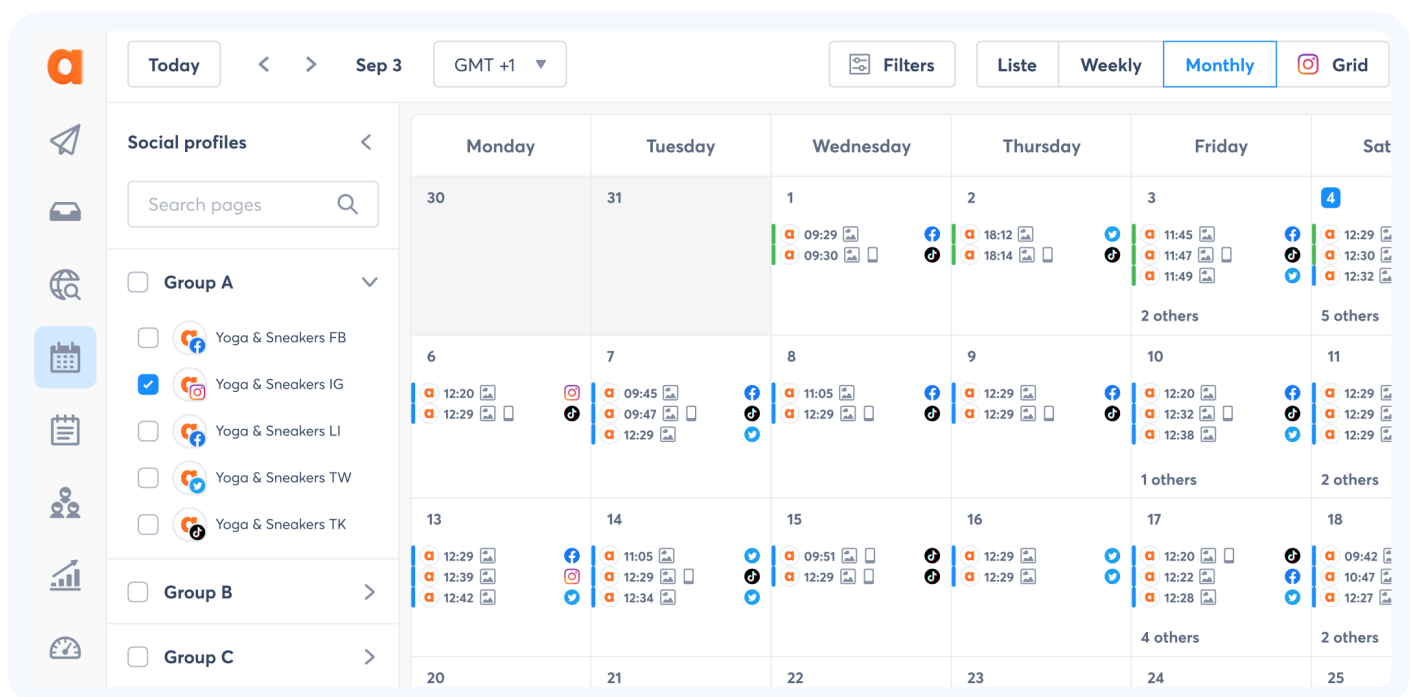 Today
Sep 3
GMT +1
Filters
Liste
Weekly
Monthly
Grid
Social profiles
Search pages
Group A
Yoga & Sneakers FB
Yoga & Sneakers IG
Yoga & Sneakers LI
Yoga & Sneakers TW
Yoga & Sneakers TK
Group B
Group C
Monday Tuesday Wednesday Thursday Friday Sat
30 31 1 2 3 4
09:29 18:12 11:45 12:29
09:30 18:14 11:47 12:30
11:49 12:32
2 others 5 others
6 7 8 9 10 11
12:20 09:45 11:05 12:29 12:20 12:29
12:29 09:47 12:29 12:29 12:32 12:29
12:29 12:38 12:29
1 others 2 others
13 14 15 16 17 18
12:29 11:05 09:51 12:29 12:20 09:42
12:39 12:29 12:29 12:29 12:22 10:47
12:42 12:34 12:28 12:27
4 others 2 others
20 21 22 23 24 25